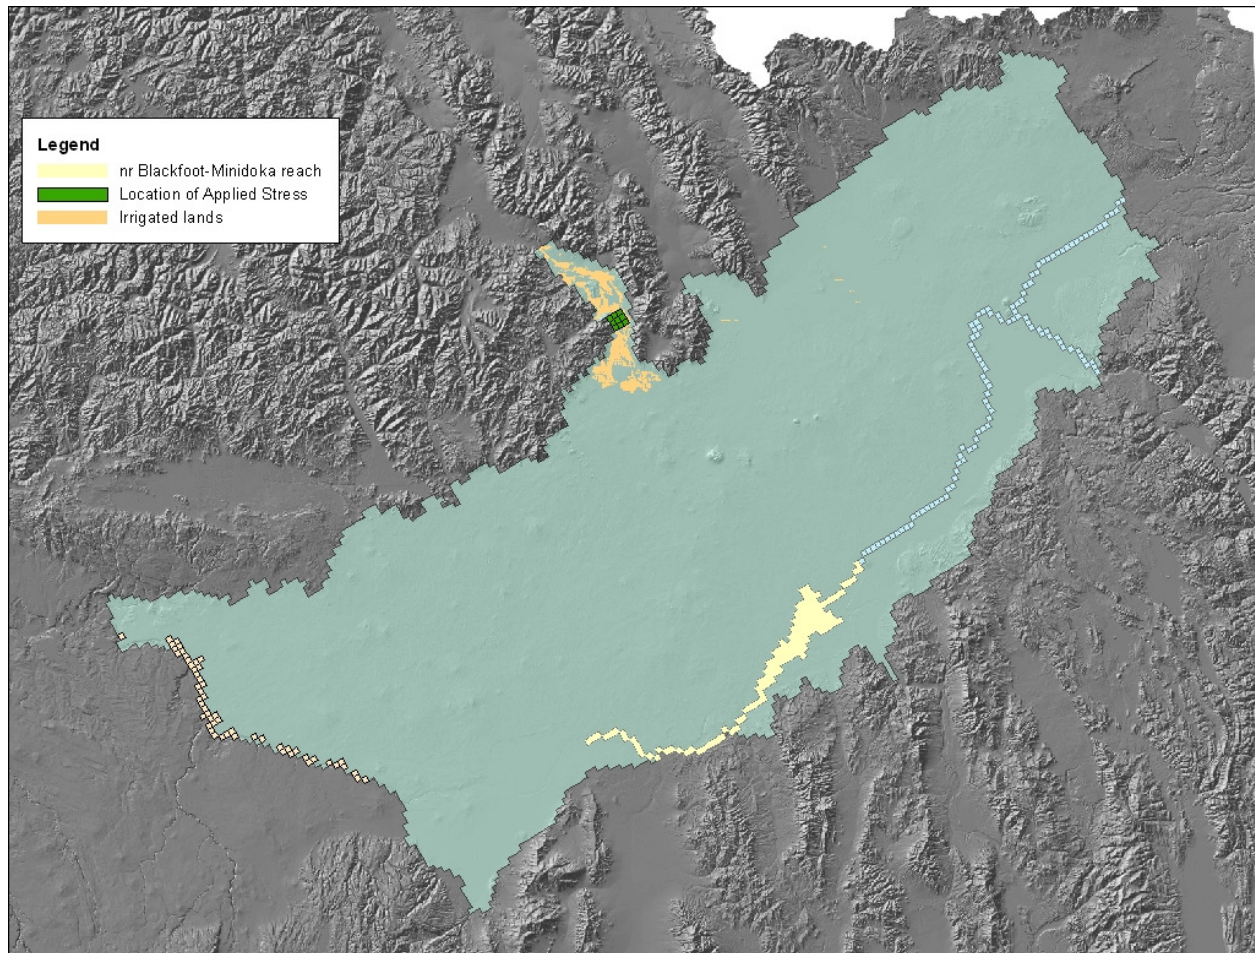 Legend
nr Blackfoot-Minidoka reach
Location of Applied Stress
Irrigated lands